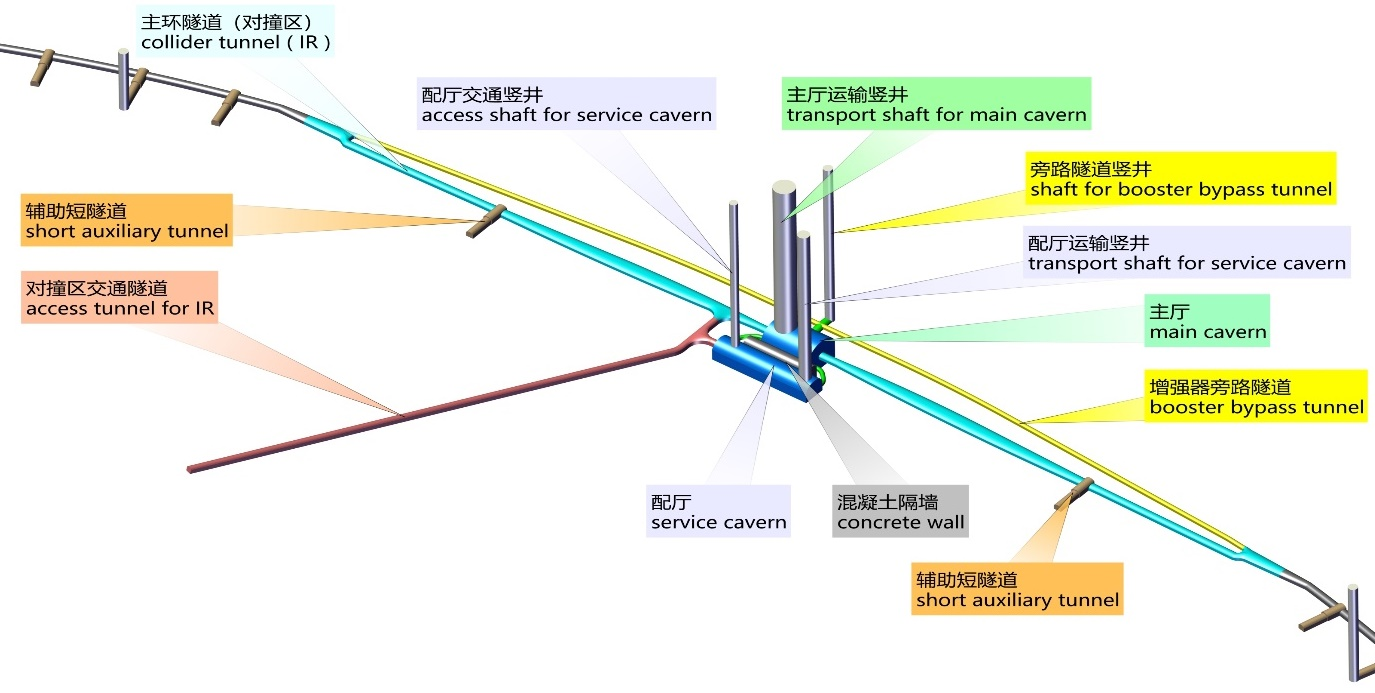 主环隧道（对撞区）
collider tunnel ( IR )
配厅交通竖井
access shaft for service cavern
主厅运输竖井
transport shaft for main cavern
旁路隧道竖井
shaft for booster bypass tunnel
辅助短隧道
short auxiliary tunnel
配厅运输竖井
transport shaft for service cavern
对撞区交通隧道
access tunnel for IR
主厅
main cavern
增强器旁路隧道
booster bypass tunnel
配厅
service cavern
混凝土隔墙
concrete wall
辅助短隧道
short auxiliary tunnel